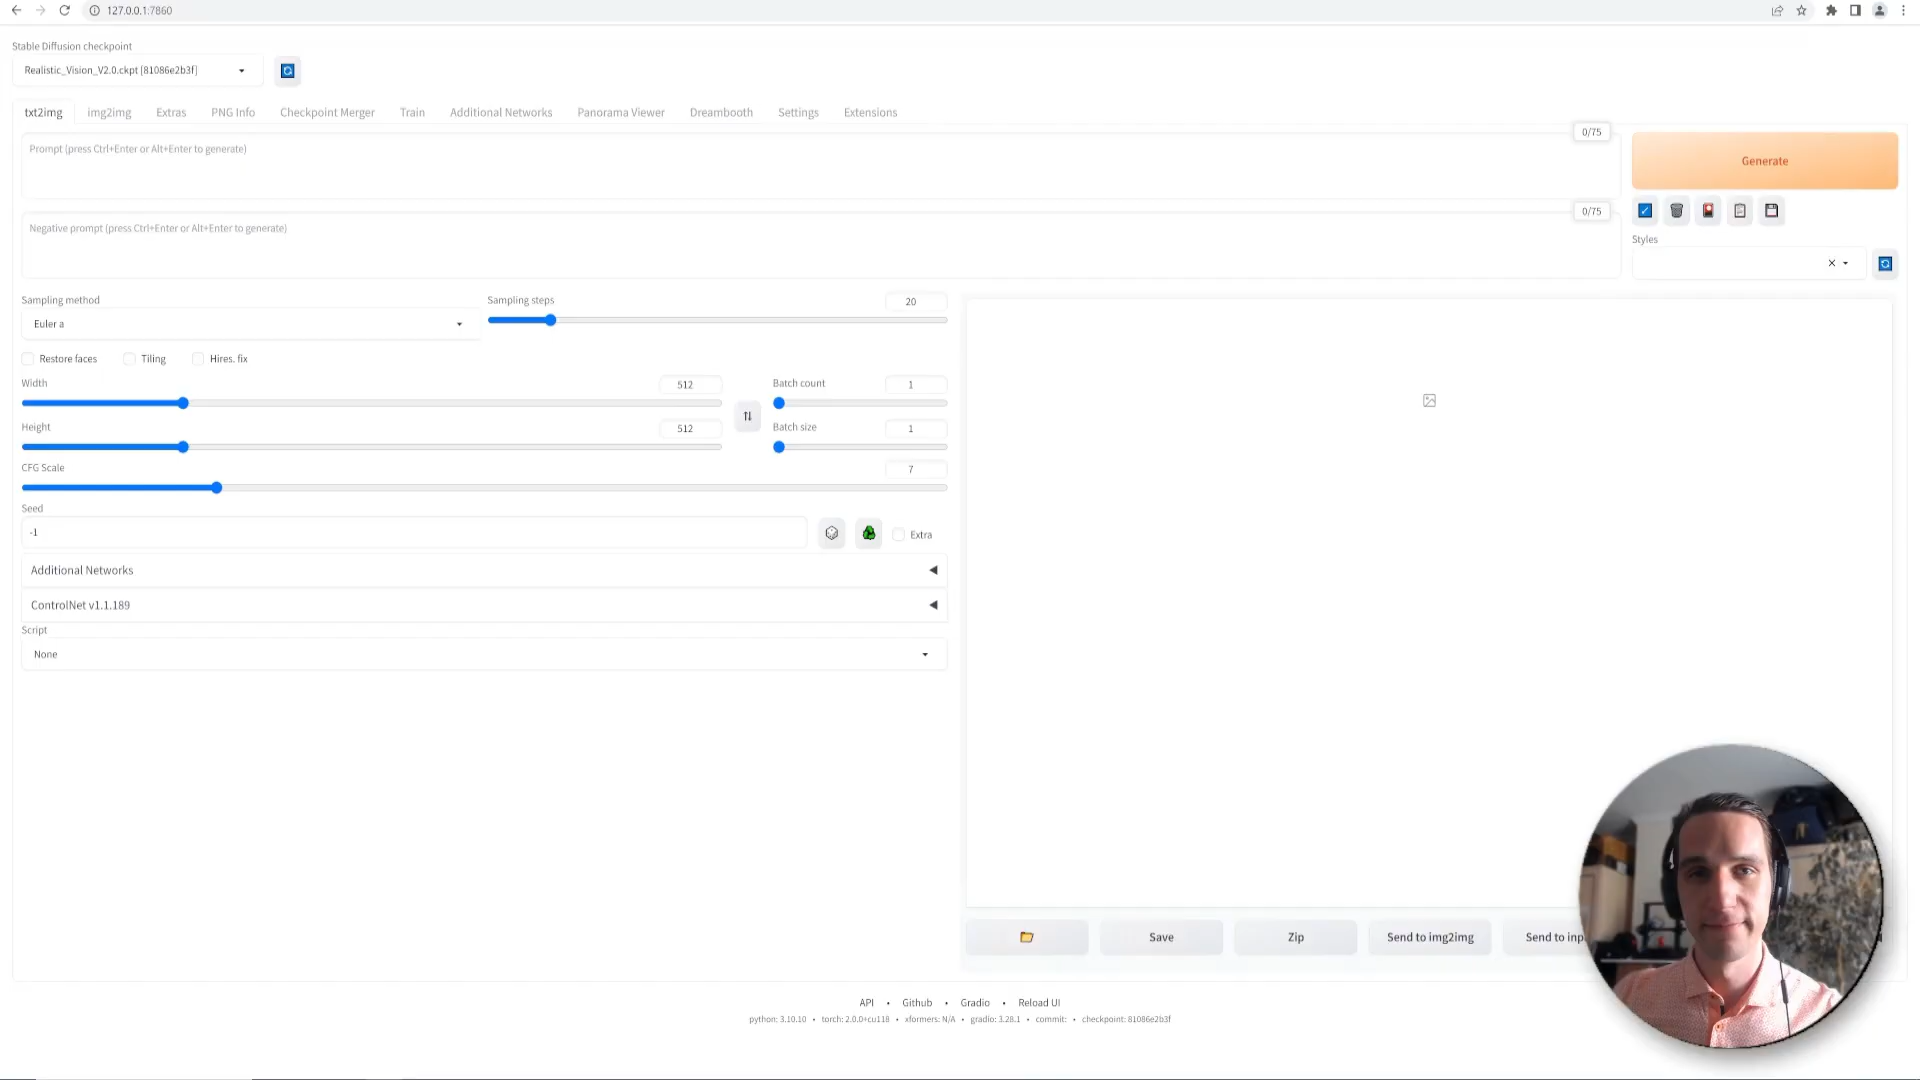 127.0.0.1:7860
Stable Diffusion checkpoint
Realistic_Vision_V2.0.ckpt [81086e2b3f]
txt2img img2img Extras PNG Info Checkpoint Merger Train Additional Networks Panorama Viewer Dreambooth Settings Extensions
0/75
Prompt (press Ctrl+Enter or Alt+Enter to generate)
Generate
0/75
Negative prompt (press Ctrl+Enter or Alt+Enter to generate)
Styles
Sampling method
Euler a
Sampling steps
20
Restore faces Tiling Hires. fix
Width
512
Batch count
1
Height
512
Batch size
1
CFG Scale
7
Seed
-1
Extra
Additional Networks
ControlNet v1.1.189
Script
None
Save Zip Send to img2img Send to inp
API • Github • Gradio • Reload UI
python: 3.10.10 • torch: 2.0.0+cu118 • xformers: N/A • gradio: 3.28.1 • commit: • checkpoint: 81086e2b3f